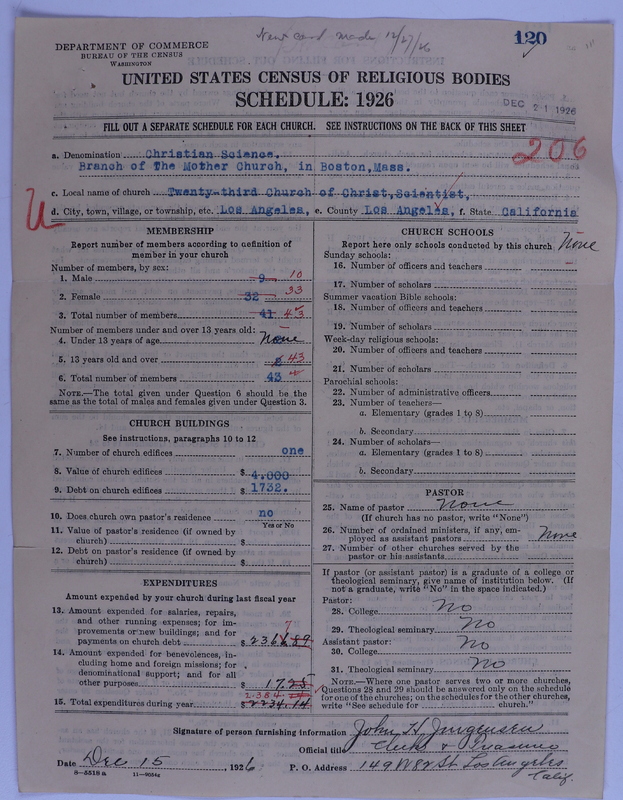 New card made 12/27/26
120
DEPARTMENT OF COMMERCE
BUREAU OF THE CENSUS
WASHINGTON
UNITED STATES CENSUS OF RELIGIOUS BODIES
SCHEDULE: 1926
DEC 21 1926
FILL OUT A SEPARATE SCHEDULE FOR EACH CHURCH. SEE INSTRUCTIONS ON THE BACK OF THIS SHEET
206
a. Denomination Christian Science,
Branch of The Mother Church, in Boston, Mass.
c. Local name of church Twenty-third Church of Christ, Scientist,
U
d. City, town, village, or township, etc. Los Angeles, e. County Los Angeles, f. State California
MEMBERSHIP
Report number of members according to definition of
member in your church
Number of members, by sex:
1. Male 9 10
2. Female 32 33
3. Total number of members 41 43
Number of members under and over 13 years old:
4. Under 13 years of age None
5. 13 years old and over 43
6. Total number of members 43
NOTE.—The total given under Question 6 should be
same as the total of males and females given under Question 3.
CHURCH BUILDINGS
See instructions, paragraphs 10 to 12
7. Number of church edifices one
8. Value of church edifices $ 4,000
9. Debt on church edifices $ 1732.
10. Does church own pastor's residence no
Yes or No
11. Value of pastor's residence (if owned by
church) $
12. Debt on pastor's residence (if owned by
church) $
EXPENDITURES
Amount expended by your church during last fiscal year
13. Amount expended for salaries, repairs,
and other running expenses; for im-
provements or new buildings; and for
payments on church debt $
14. Amount expended for benevolences, in-
cluding home and foreign missions; for
denominational support; and for all
other purposes $ 17.25
2384
15. Total expenditures during year $ 2234.14
CHURCH SCHOOLS
Report here only schools conducted by this church None
Sunday schools:
16. Number of officers and teachers
17. Number of scholars
Summer vacation Bible schools:
18. Number of officers and teachers
19. Number of scholars
Week-day religious schools:
20. Number of officers and teachers
21. Number of scholars
Parochial schools:
22. Number of administrative officers
23. Number of teachers—
a. Elementary (grades 1 to 8)
b. Secondary
24. Number of scholars—
a. Elementary (grades 1 to 8)
b. Secondary
PASTOR
25. Name of pastor None
(If church has no pastor, write "None")
26. Number of ordained ministers, if any, em-
ployed as assistant pastors None
27. Number of other churches served by the
pastor or his assistants
If pastor (or assistant pastor) is a graduate of a college or
theological seminary, give name of institution below. (If
not a graduate, write "No" in the space indicated.)
Pastor:
28. College No
29. Theological seminary No
Assistant pastor:
30. College No
31. Theological seminary No
NOTE.—Where one pastor serves two or more churches,
Questions 28 and 29 should be answered only on the schedule
for one of the churches; on the schedules for the other churches,
write "See schedule for church."
Signature of person furnishing information John H. Jurgensen
Official title Clerk
Date Dec 15, 1926 P. O. Address 149 W 82 St Los Angeles
Calif.
8—5518 a 11—9054a